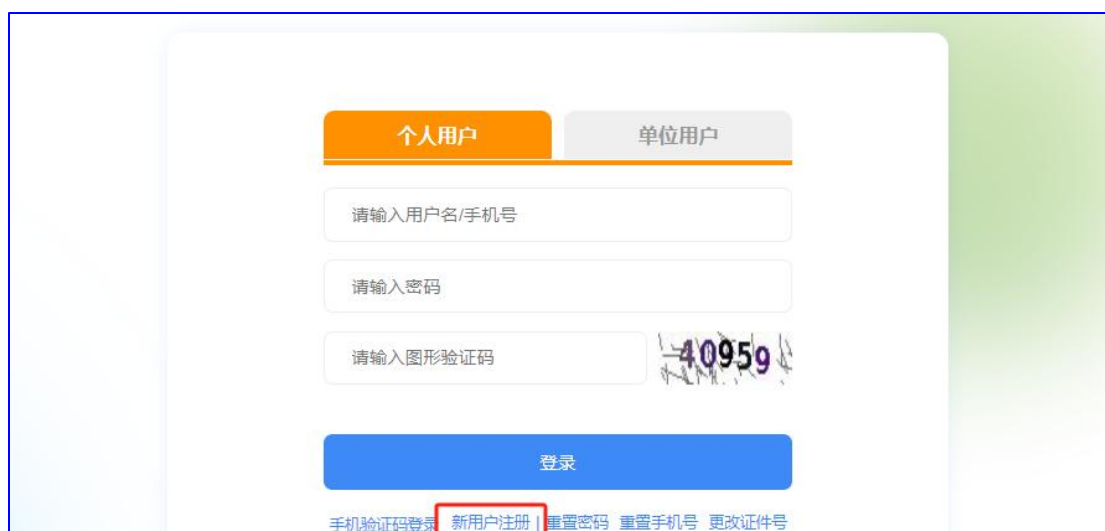 个人用户 单位用户
请输入用户名/手机号
请输入密码
请输入图形验证码 40959
登录
手机验证码登录 新用户注册 | 重置密码 重置手机号 更改证件号